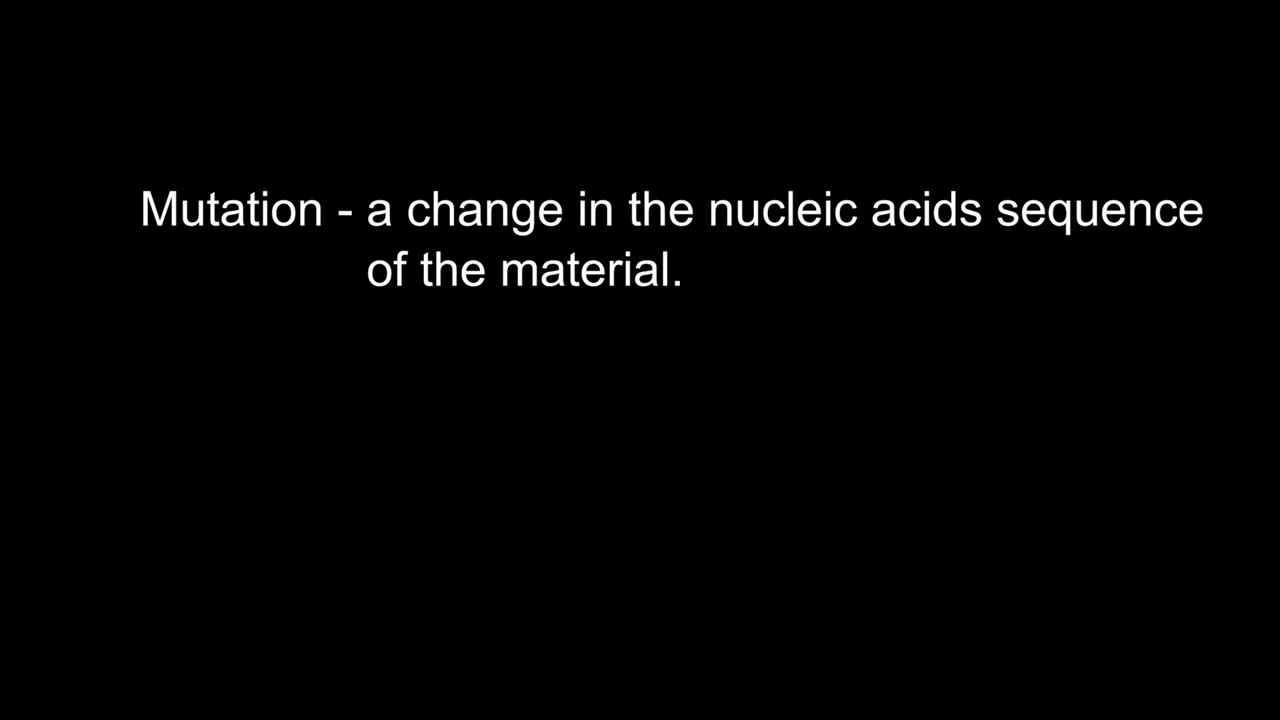 Mutation - a change in the nucleic acids sequence
of the material.